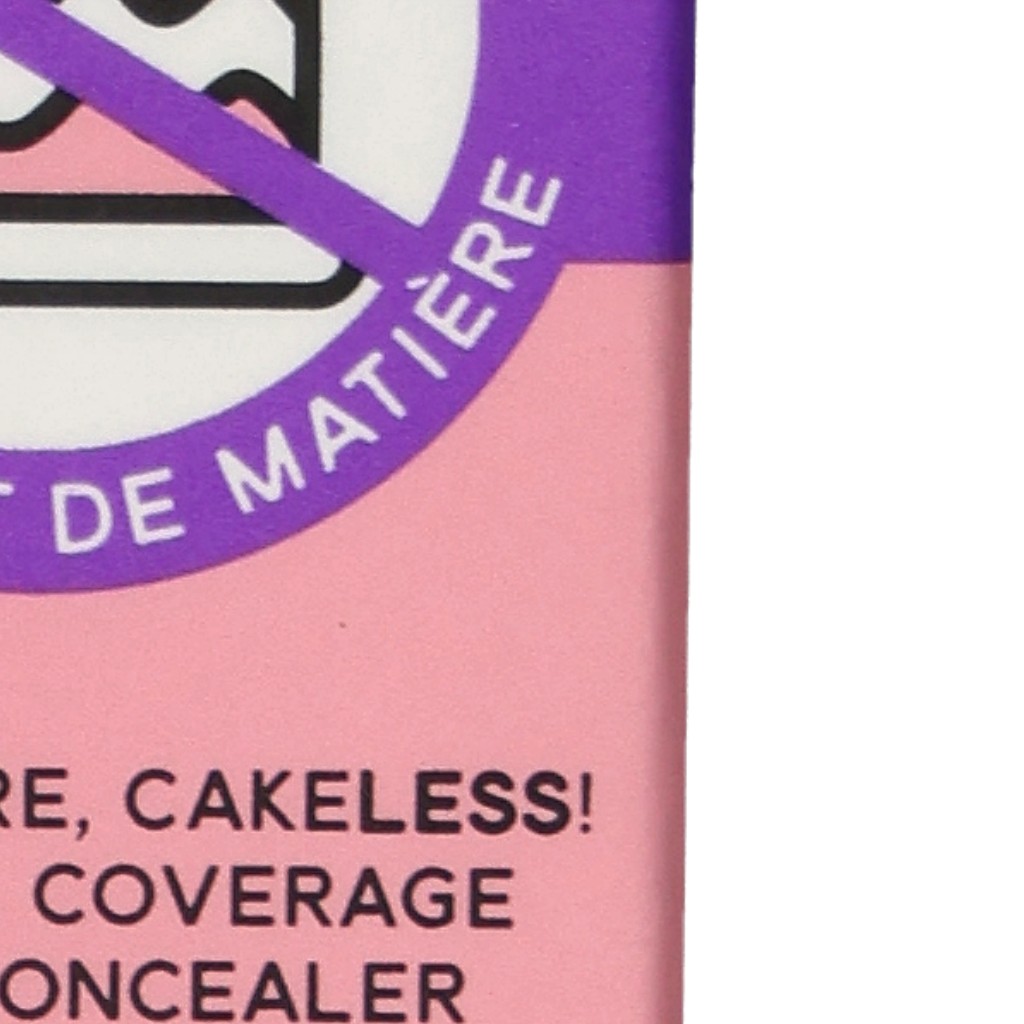 DE MATIÈRE
RE, CAKELESS!
COVERAGE
ONCEALER